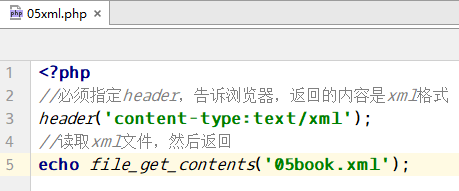 05xml.php
1 <?php
2 //必须指定header，告诉浏览器，返回的内容是xml格式
3 header('content-type:text/xml');
4 //读取xml文件，然后返回
5 echo file_get_contents('05book.xml');